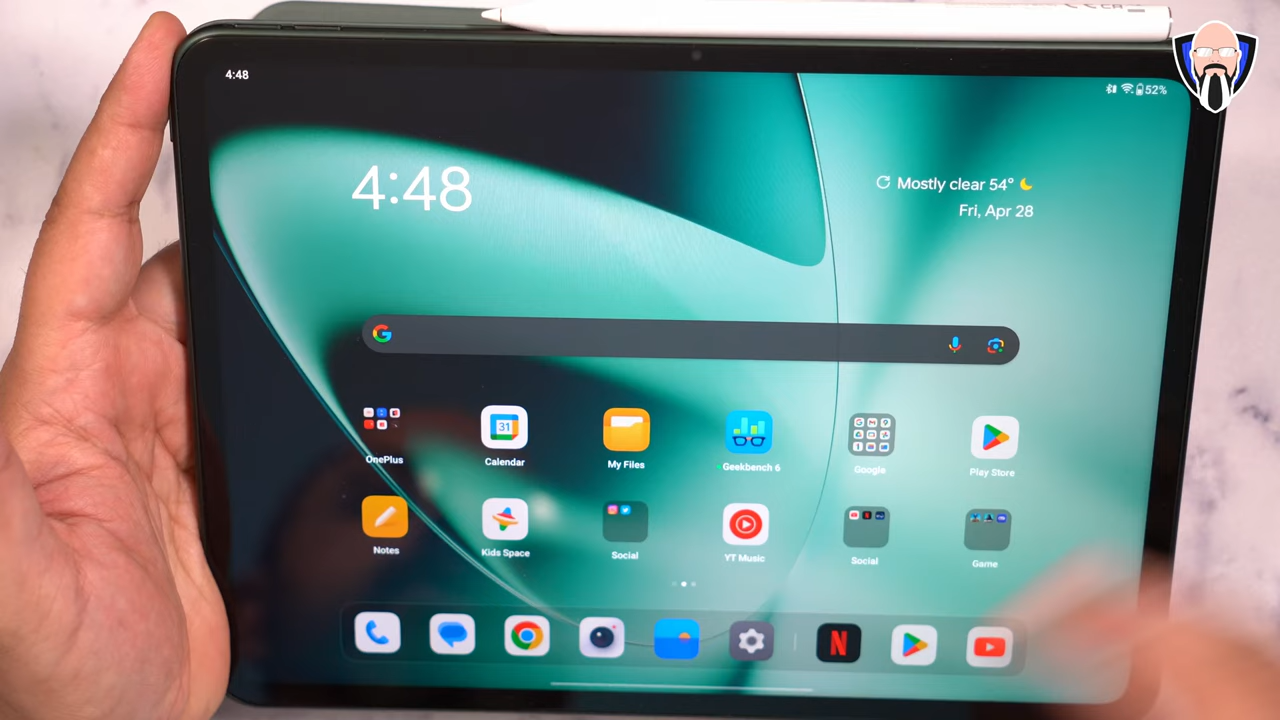 4:48
52%
4:48
Mostly clear 54°
Fri, Apr 28
G
OnePlus
31
Calendar
My Files
Geekbench 6
Google
Play Store
Notes
Kids Space
Social
YT Music
Social
Game
N